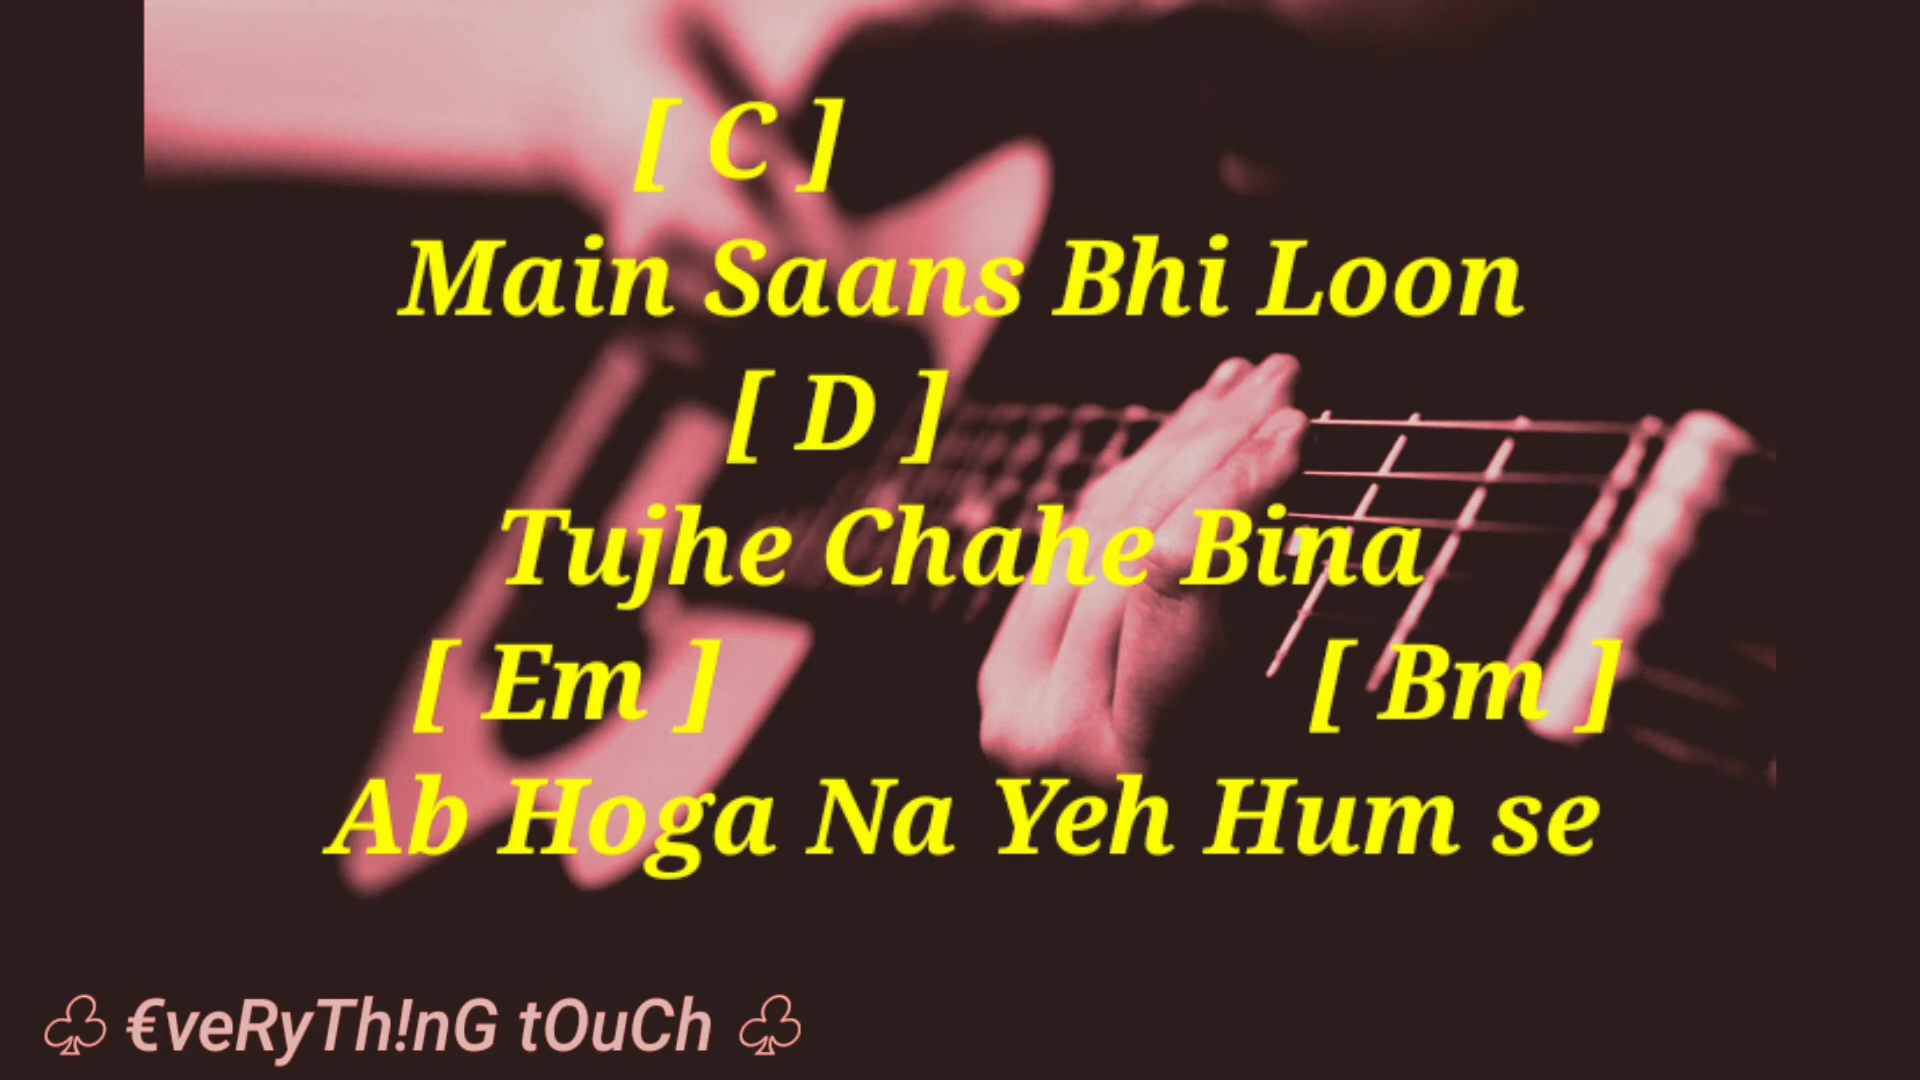 [ C ]
Main Saans Bhi Loon
[ D ]
Tujhe Chahe Bina
[ Em ] [ Bm ]
Ab Hoga Na Yeh Hum se
♧ €veRyTh!nG tOuCh ♧